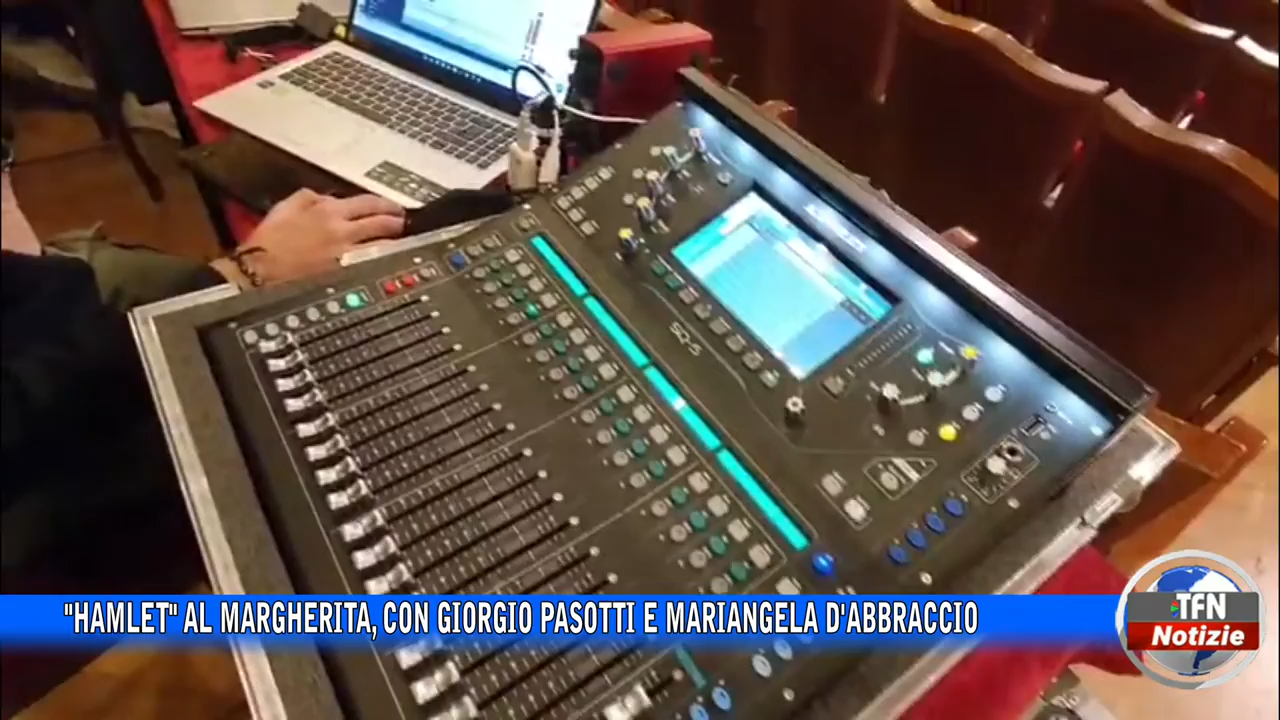 SQ-5
"HAMLET" AL MARGHERITA, CON GIORGIO PASOTTI E MARIANGELA D'ABBRACCIO
TFN
Notizie